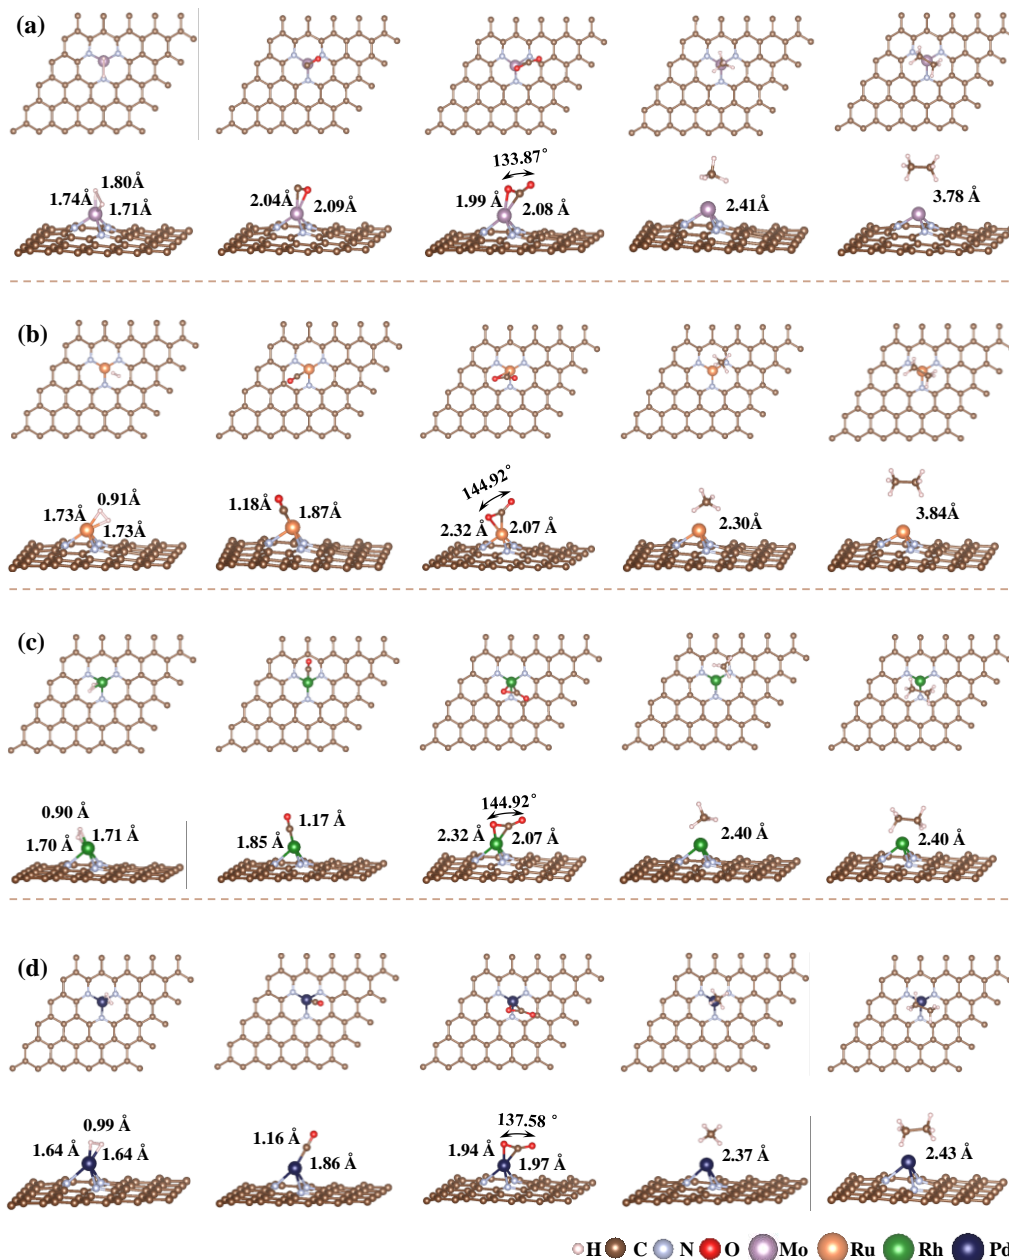 (a)
133.87°
1.80Å
1.74Å
1.71Å
2.04Å
2.09Å
1.99 Å
2.08 Å
2.41Å
3.78 Å
(b)
144.92°
0.91Å
1.73Å
1.73Å
1.18Å
1.87Å
2.32 Å
2.07 Å
2.30Å
3.84Å
(c)
144.92°
0.90 Å
1.70 Å
1.71 Å
1.17 Å
1.85 Å
2.32 Å
2.07 Å
2.40 Å
2.40 Å
(d)
137.58 °
0.99 Å
1.64 Å
1.64 Å
1.16 Å
1.86 Å
1.94 Å
1.97 Å
2.37 Å
2.43 Å
H C N O Mo Ru Rh Pd